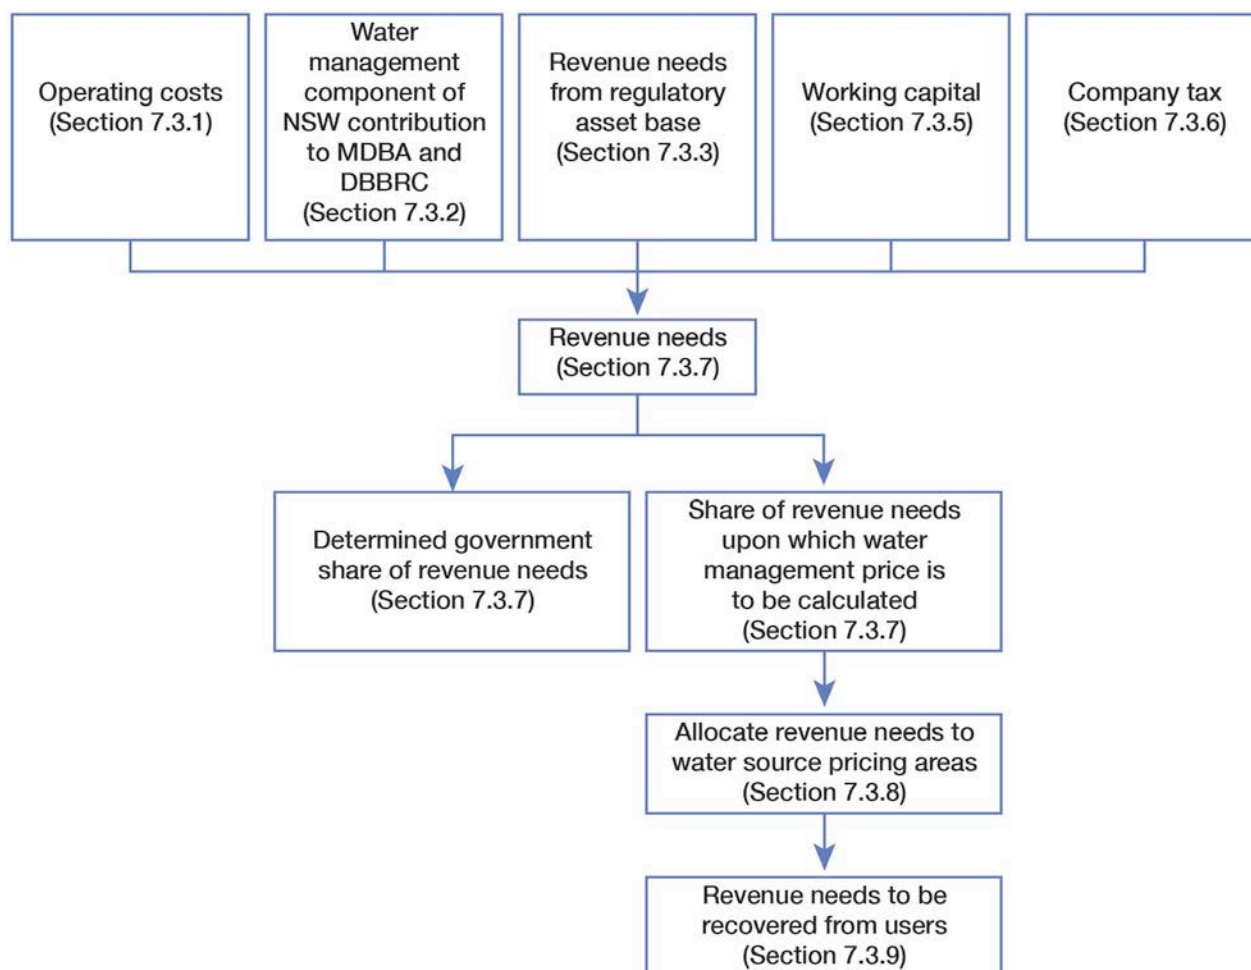 Operating costs
(Section 7.3.1)
Water
management
component of
NSW contribution
to MDBA and
DBBRC
(Section 7.3.2)
Revenue needs
from regulatory
asset base
(Section 7.3.3)
Working capital
(Section 7.3.5)
Company tax
(Section 7.3.6)
Revenue needs
(Section 7.3.7)
Determined government
share of revenue needs
(Section 7.3.7)
Share of revenue needs
upon which water
management price is
to be calculated
(Section 7.3.7)
Allocate revenue needs to
water source pricing areas
(Section 7.3.8)
Revenue needs to be
recovered from users
(Section 7.3.9)